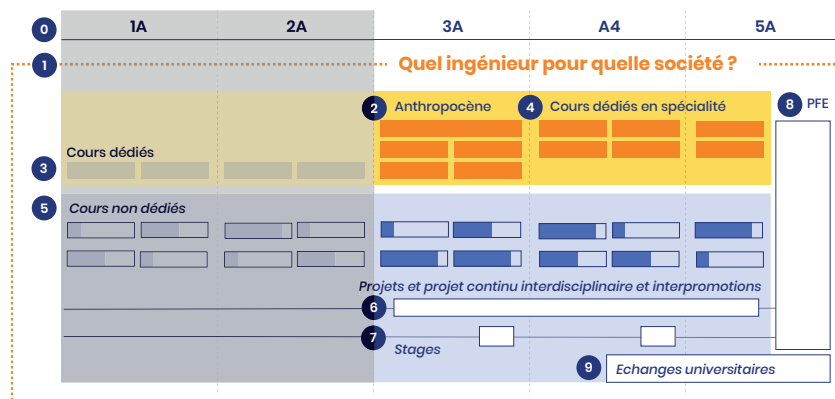 0 1A 2A 3A A4 5A
1 Quel ingénieur pour quelle société ?
2 Anthropocène 4 Cours dédiés en spécialité 8 PFE
Cours dédiés
3
5 Cours non dédiés
Projets et projet continu interdisciplinaire et interpromotions
6
7
Stages
9 Echanges universitaires